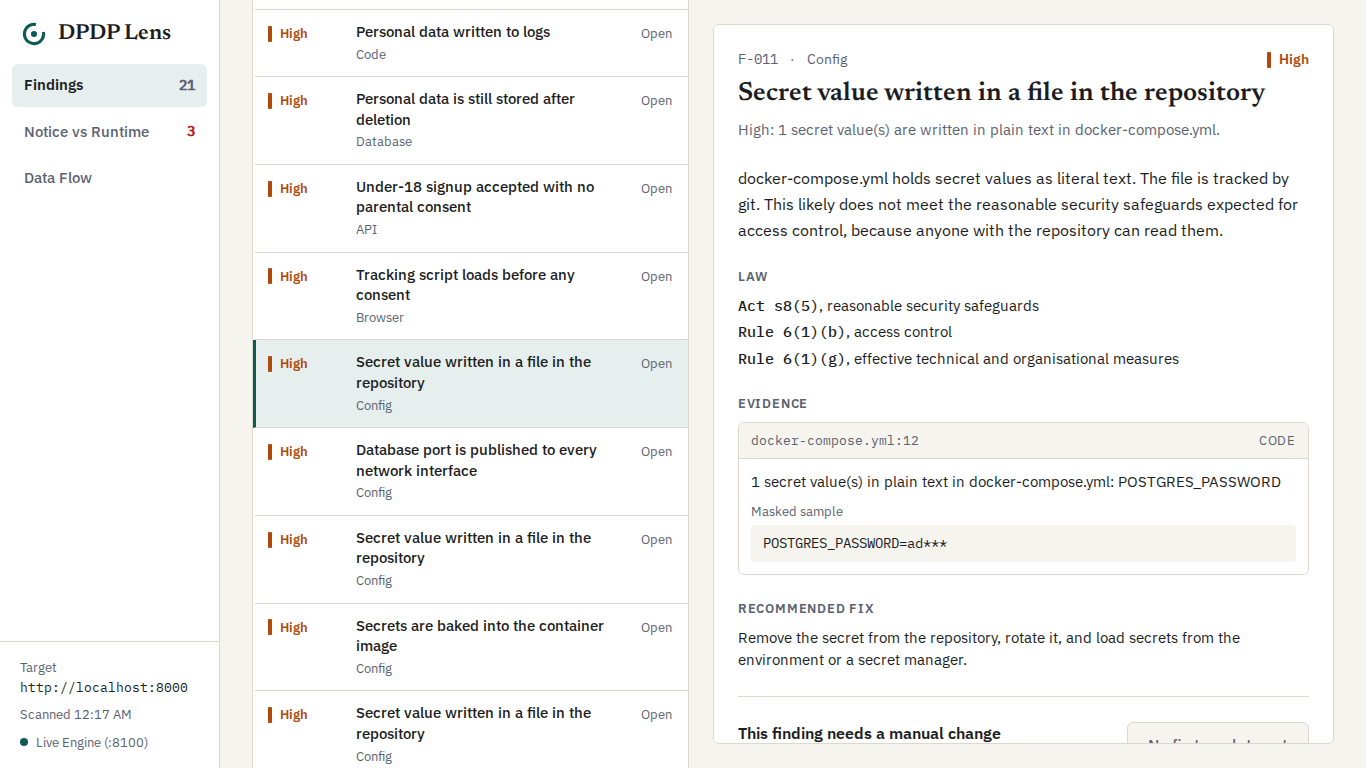 DPDP Lens
Findings 21
Notice vs Runtime 3
Data Flow
Target
http://localhost:8000
Scanned 12:17 AM
Live Engine (:8100)
High Personal data written to logs Open
Code
High Personal data is still stored after Open
deletion
Database
High Under-18 signup accepted with no Open
parental consent
API
High Tracking script loads before any Open
consent
Browser
High Secret value written in a file in the Open
repository
Config
High Database port is published to every Open
network interface
Config
High Secret value written in a file in the Open
repository
Config
High Secrets are baked into the container Open
image
Config
High Secret value written in a file in the Open
repository
Config
F-011 · Config High
Secret value written in a file in the repository
High: 1 secret value(s) are written in plain text in docker-compose.yml.
docker-compose.yml holds secret values as literal text. The file is tracked by
git. This likely does not meet the reasonable security safeguards expected for
access control, because anyone with the repository can read them.
LAW
Act s8(5), reasonable security safeguards
Rule 6(1)(b), access control
Rule 6(1)(g), effective technical and organisational measures
EVIDENCE
docker-compose.yml:12 CODE
1 secret value(s) in plain text in docker-compose.yml: POSTGRES_PASSWORD
Masked sample
POSTGRES_PASSWORD=ad***
RECOMMENDED FIX
Remove the secret from the repository, rotate it, and load secrets from the
environment or a secret manager.
This finding needs a manual change